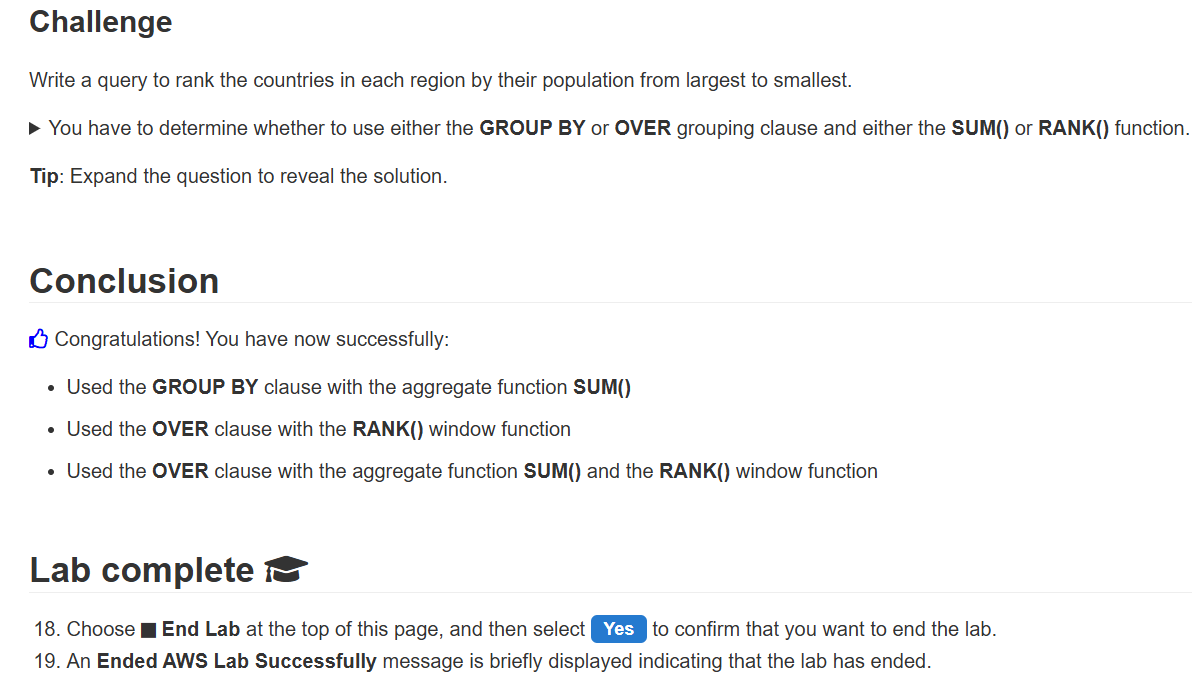 Challenge
Write a query to rank the countries in each region by their population from largest to smallest.
You have to determine whether to use either the GROUP BY or OVER grouping clause and either the SUM() or RANK() function.
Tip: Expand the question to reveal the solution.
Conclusion
Congratulations! You have now successfully:
• Used the GROUP BY clause with the aggregate function SUM()
• Used the OVER clause with the RANK() window function
• Used the OVER clause with the aggregate function SUM() and the RANK() window function
Lab complete
18. Choose ■ End Lab at the top of this page, and then select Yes to confirm that you want to end the lab.
19. An Ended AWS Lab Successfully message is briefly displayed indicating that the lab has ended.